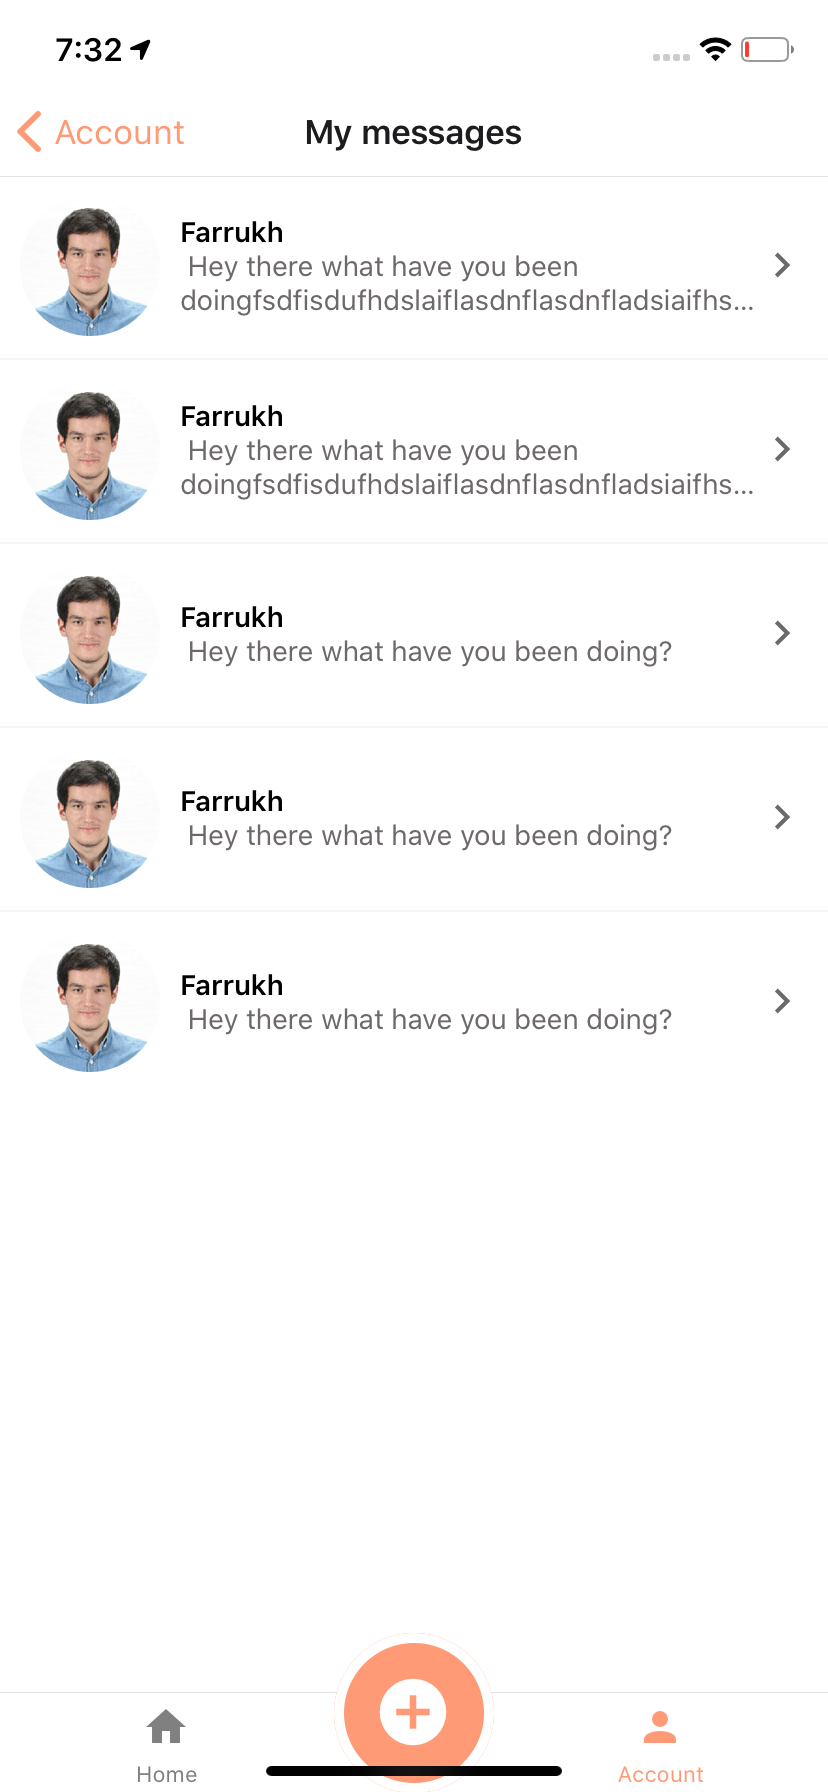 7:32
Account
My messages
Farrukh
Hey there what have you been
doingfsdfisdufhdslaiflasdnflasdnfladsiaifhs...
Farrukh
Hey there what have you been
doingfsdfisdufhdslaiflasdnflasdnfladsiaifhs...
Farrukh
Hey there what have you been doing?
Farrukh
Hey there what have you been doing?
Farrukh
Hey there what have you been doing?
Home
Account